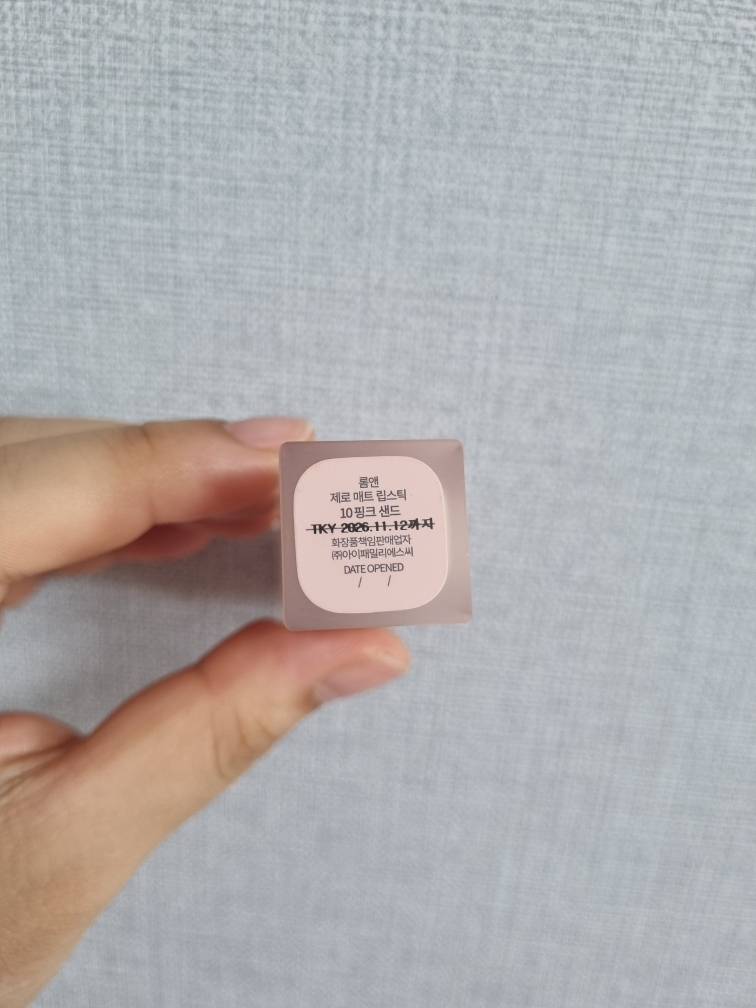 롬앤
제로 매트 립스틱
10 핑크 샌드
TKY 2026.11.12까지
화장품책임판매업자
㈜아이패밀리에스씨
DATE OPENED
/ /